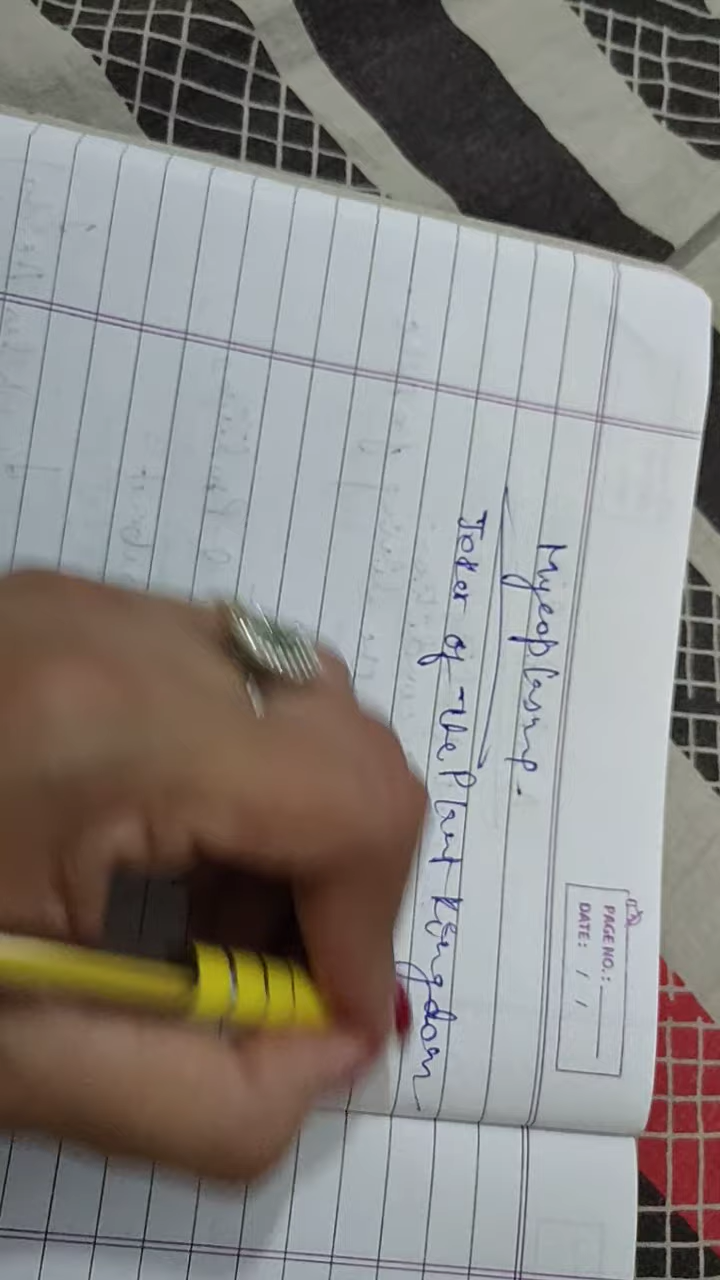 PAGE NO.:
DATE: / /
Mycoplasma.
Joker of the Plant Kingdom